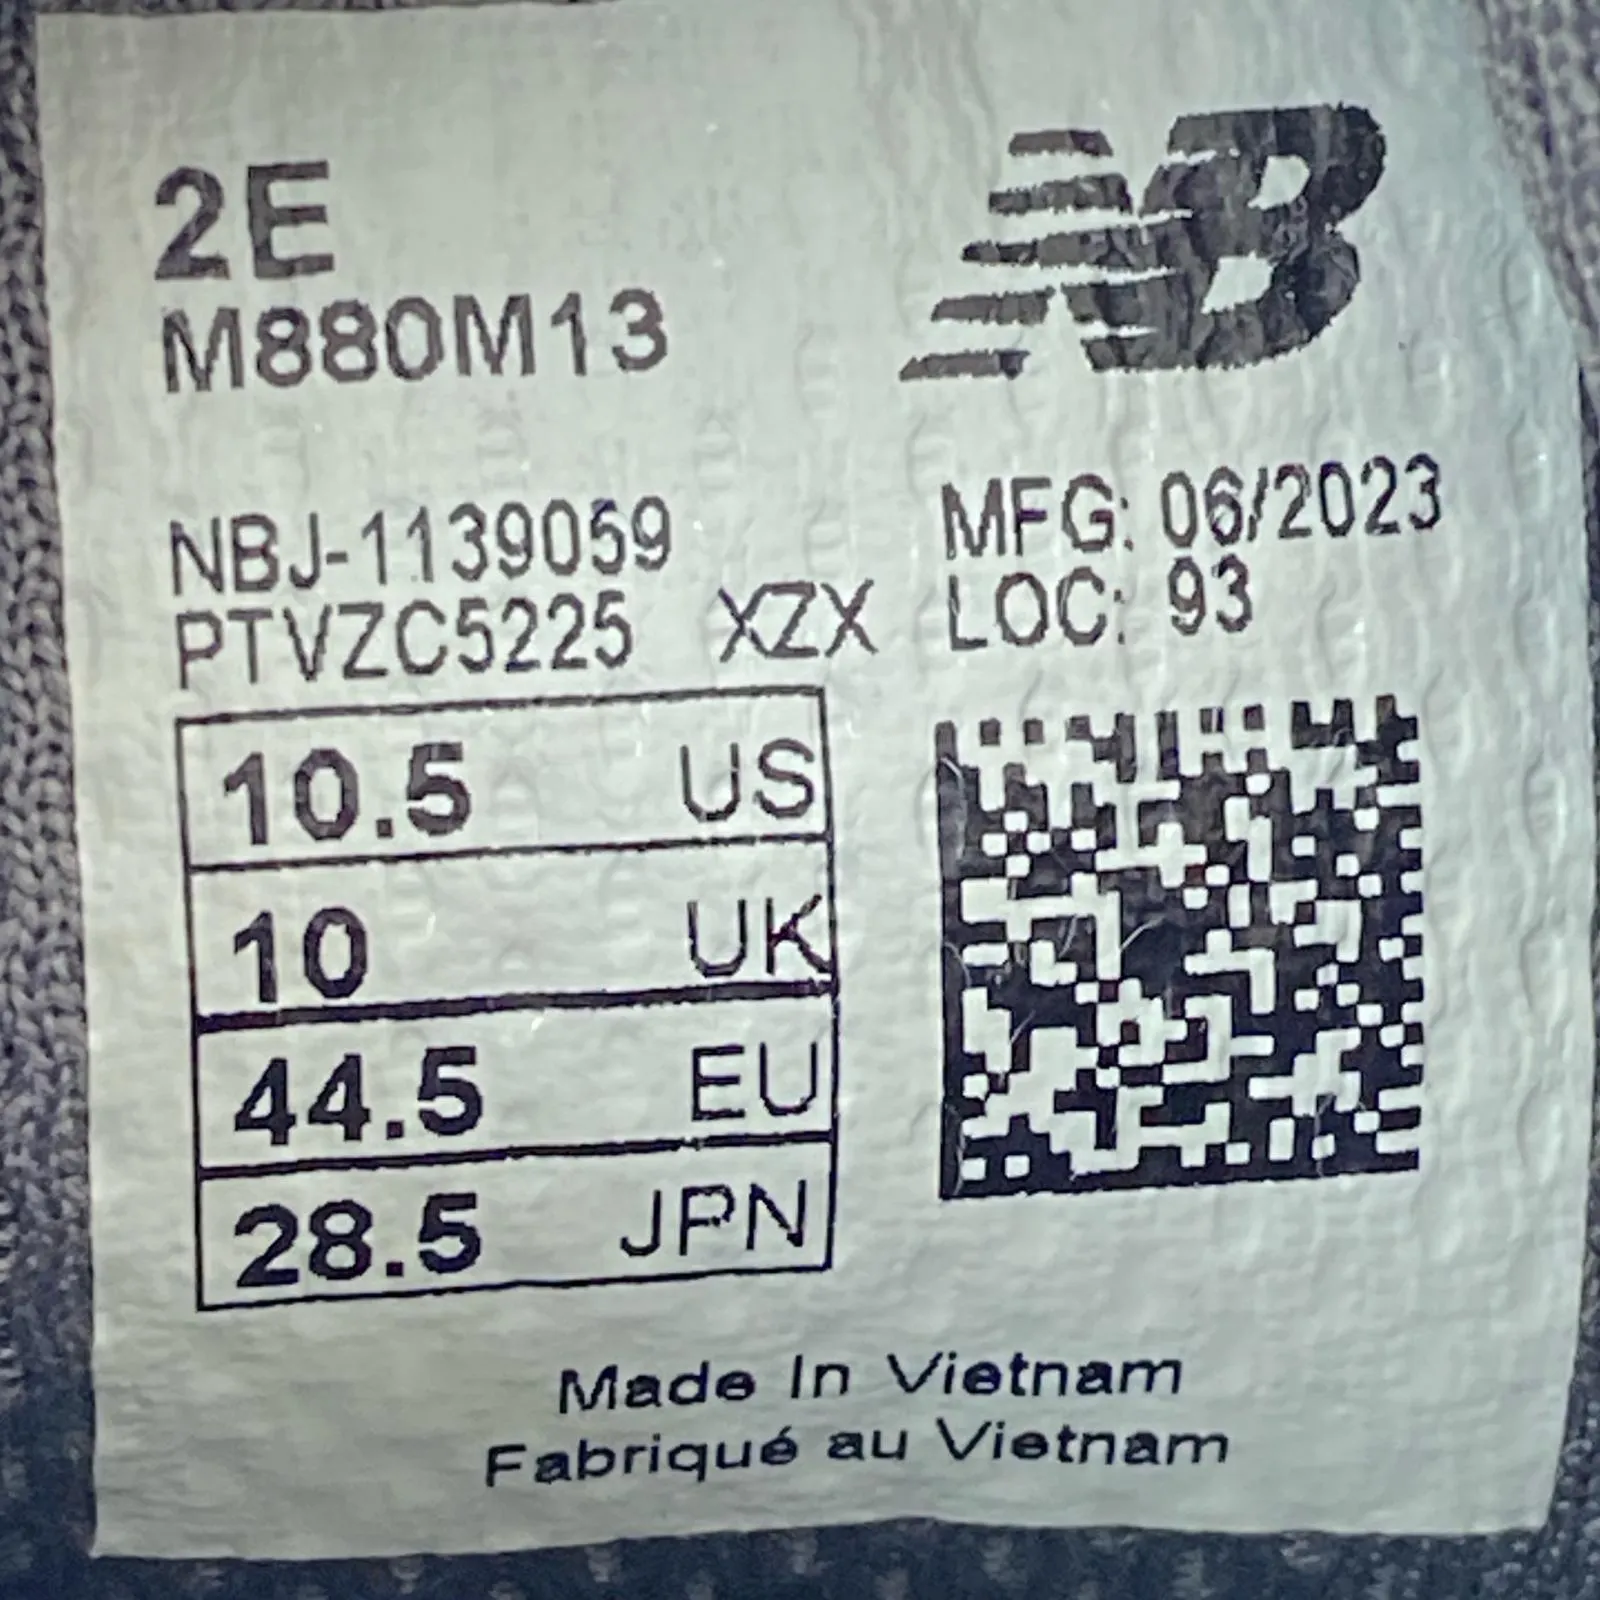 2E
M880M13
NB
NBJ-1139059
PTVZC5225 XZX
MFG: 06/2023
LOC: 93
10.5 US
10 UK
44.5 EU
28.5 JPN
Made In Vietnam
Fabriqué au Vietnam